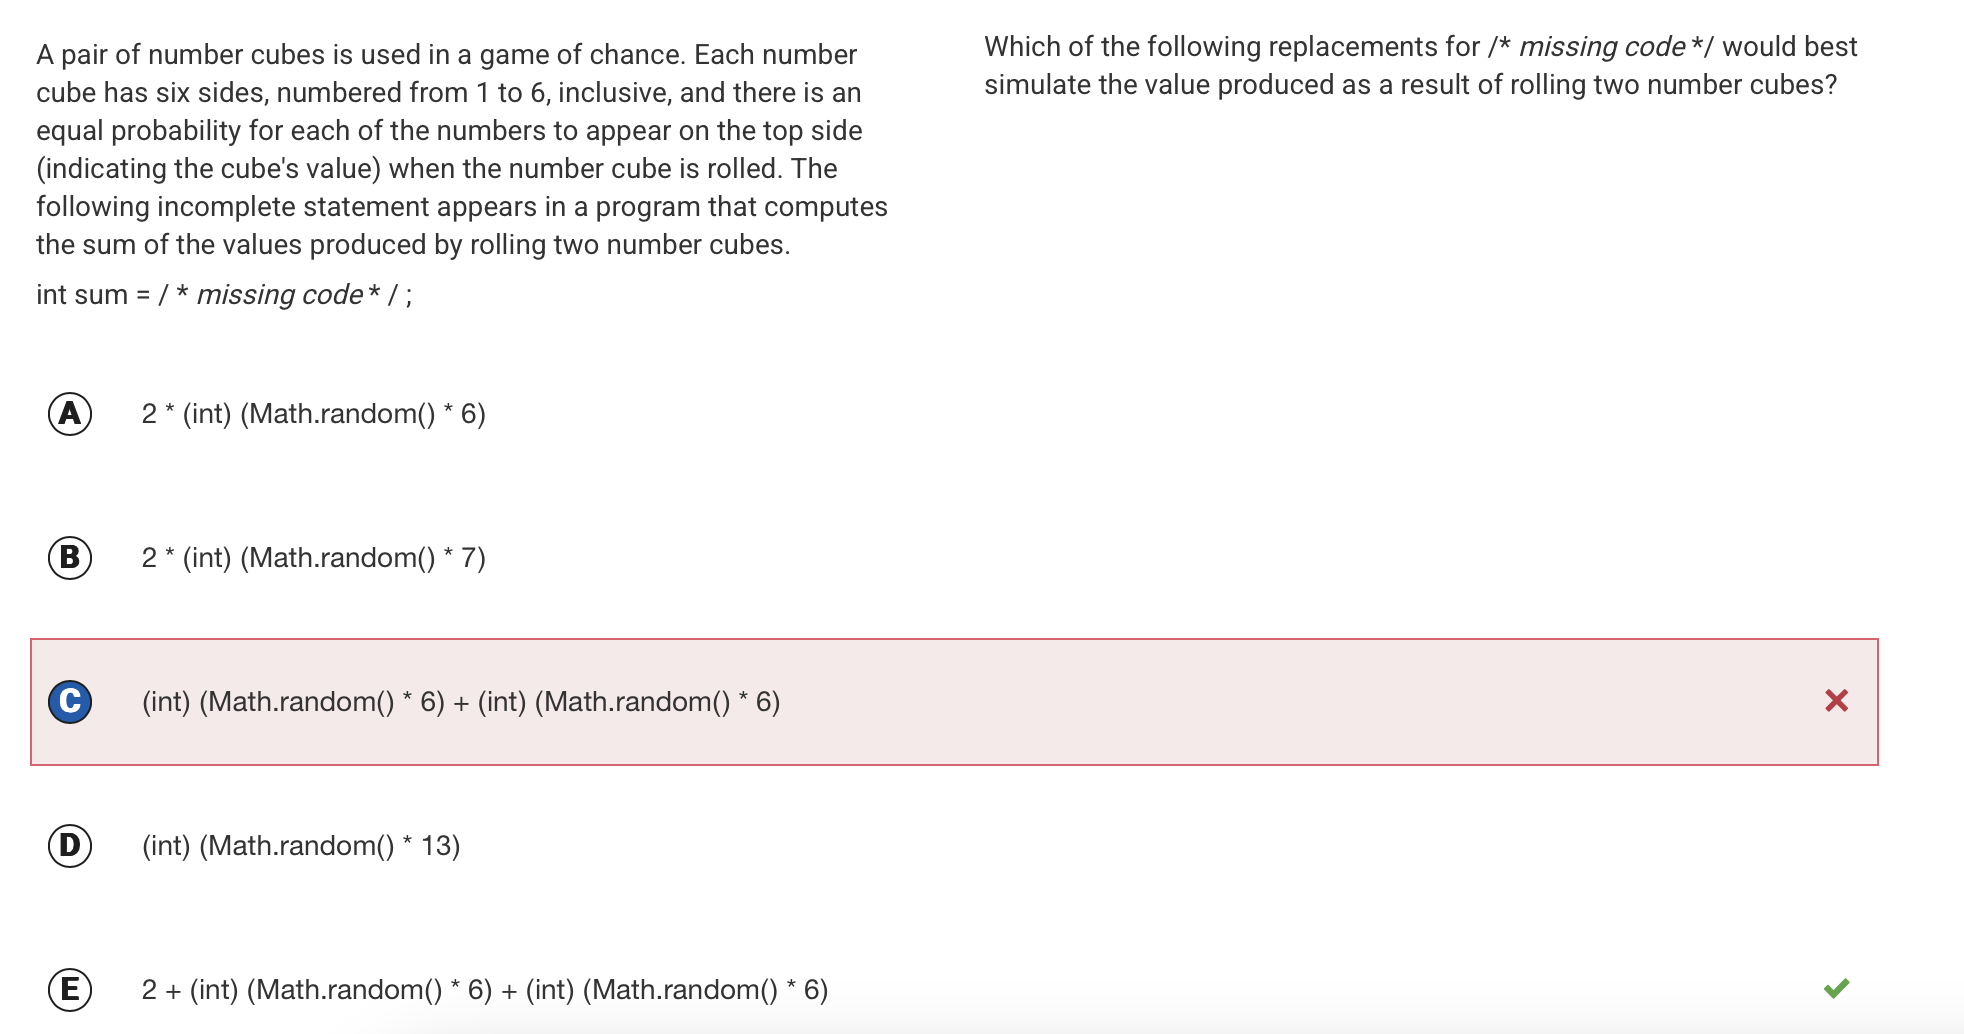 A pair of number cubes is used in a game of chance. Each number
cube has six sides, numbered from 1 to 6, inclusive, and there is an
equal probability for each of the numbers to appear on the top side
(indicating the cube's value) when the number cube is rolled. The
following incomplete statement appears in a program that computes
the sum of the values produced by rolling two number cubes.
int sum = / * missing code * / ;
Which of the following replacements for /* missing code */ would best
simulate the value produced as a result of rolling two number cubes?
A 2 * (int) (Math.random() * 6)
B 2 * (int) (Math.random() * 7)
C (int) (Math.random() * 6) + (int) (Math.random() * 6)
D (int) (Math.random() * 13)
E 2 + (int) (Math.random() * 6) + (int) (Math.random() * 6)